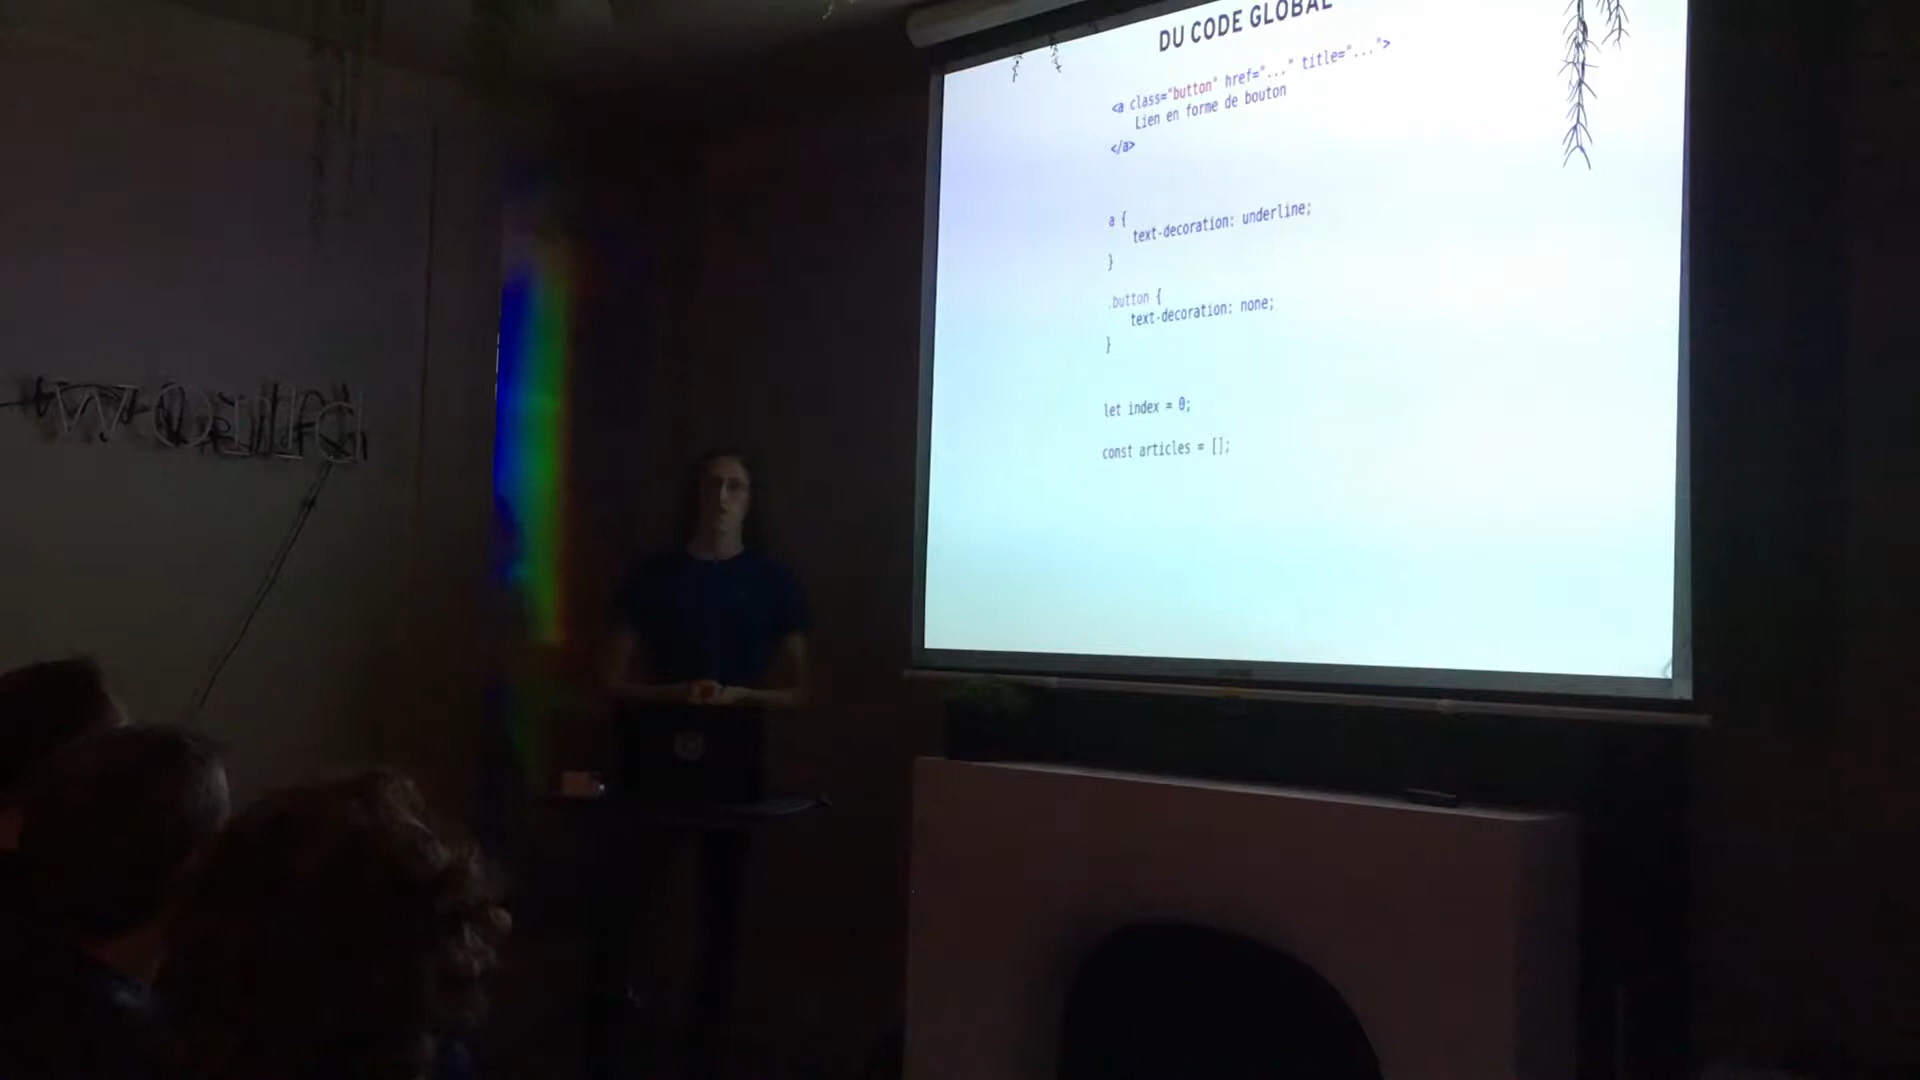 DU CODE GLOBAL
<a class="button" href="..." title="...">
Lien en forme de bouton
</a>
a {
text-decoration: underline;
}
.button {
text-decoration: none;
}
let index = 0;
const articles = [];